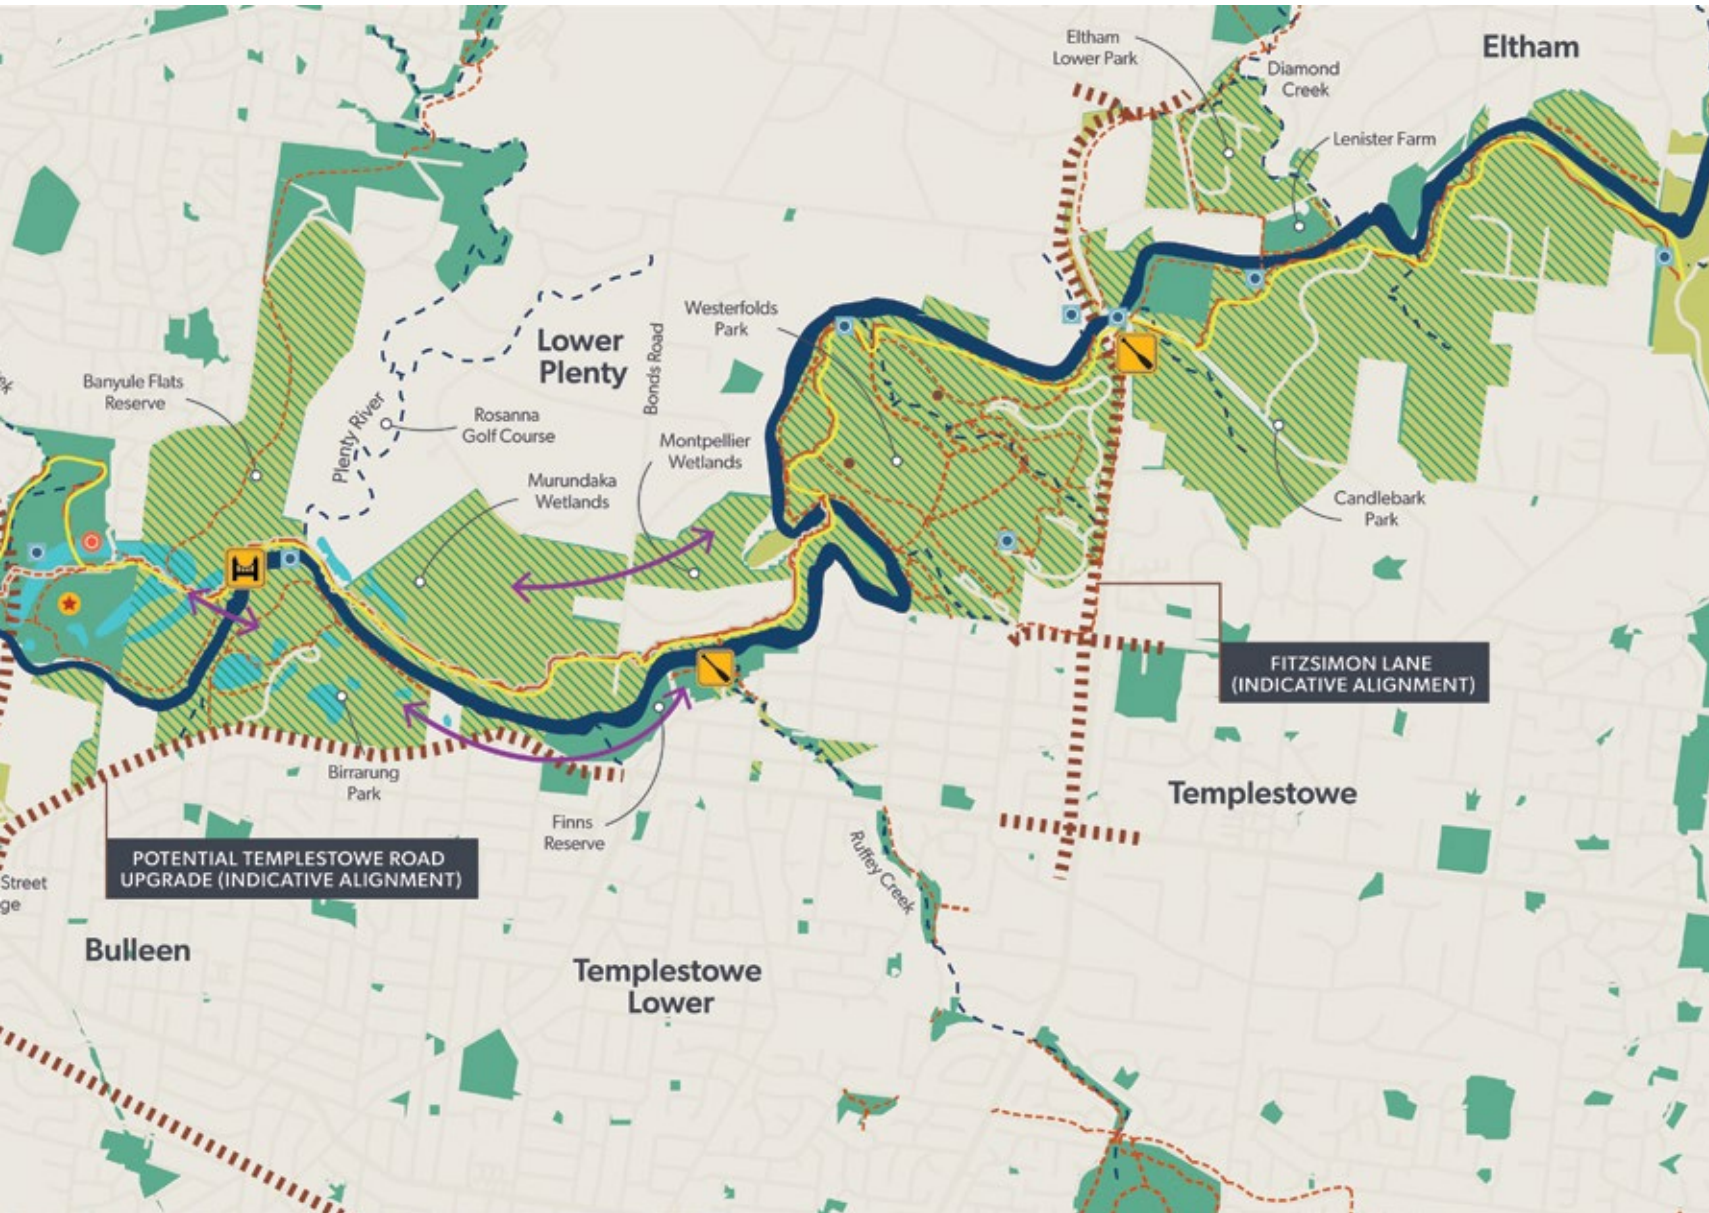 Eltham
Lower Park
Eltham
Diamond
Creek
Lenister Farm
Westerfolds
Park
Lower
Plenty
Bonds Road
Banyule Flats
Reserve
Plenty River
Rosanna
Golf Course
Montpellier
Wetlands
Murundaka
Wetlands
Candlebark
Park
FITZSIMON LANE
(INDICATIVE ALIGNMENT)
Birrarung
Park
Templestowe
Finns
Reserve
Ruffey Creek
POTENTIAL TEMPLESTOWE ROAD
UPGRADE (INDICATIVE ALIGNMENT)
Street
Bulleen
Templestowe
Lower